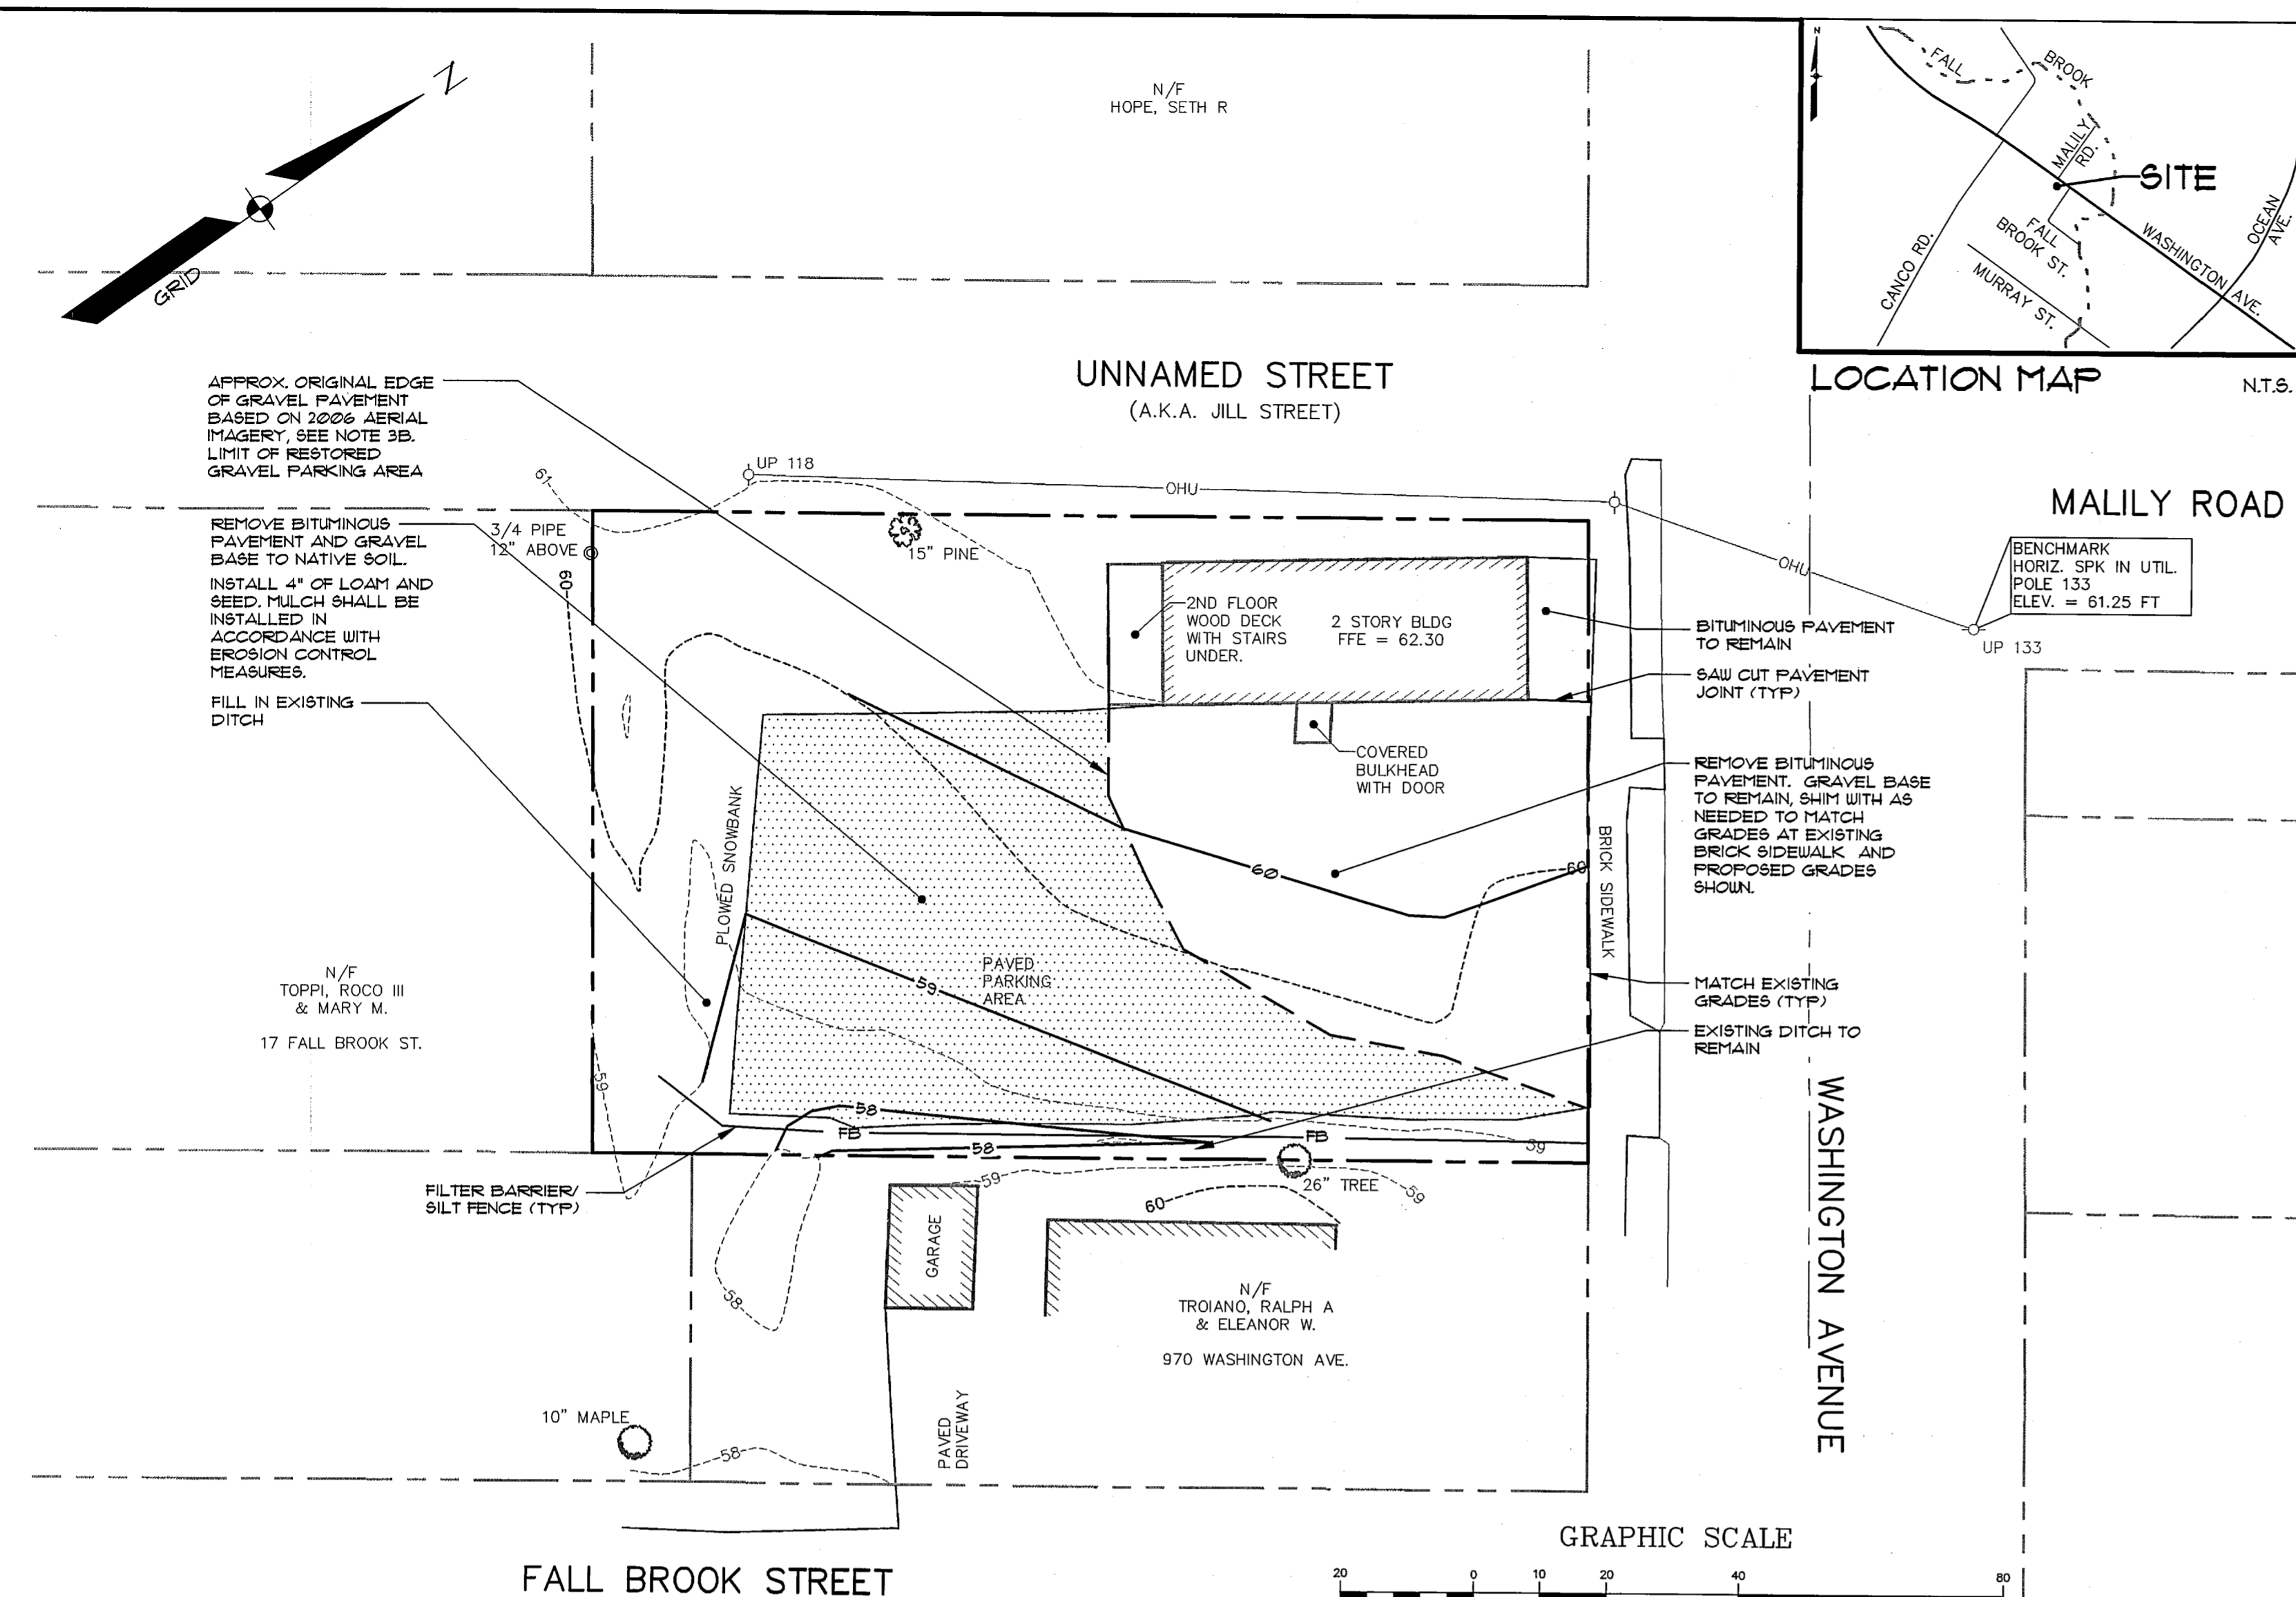 N
GRID
N/F
HOPE, SETH R
N
FALL
BROOK
MALILY
RD.
SITE
FALL
BROOK ST.
CANCO RD.
MURRAY ST.
WASHINGTON AVE.
OCEAN
AVE.
LOCATION MAP
N.T.S.
UNNAMED STREET
(A.K.A. JILL STREET)
MALILY ROAD
APPROX. ORIGINAL EDGE
OF GRAVEL PAVEMENT
BASED ON 2006 AERIAL
IMAGERY, SEE NOTE 3B.
LIMIT OF RESTORED
GRAVEL PARKING AREA
61
UP 118
OHU
OHU
BENCHMARK
HORIZ. SPK IN UTIL.
POLE 133
ELEV. = 61.25 FT
UP 133
REMOVE BITUMINOUS
PAVEMENT AND GRAVEL
BASE TO NATIVE SOIL.
INSTALL 4" OF LOAM AND
SEED. MULCH SHALL BE
INSTALLED IN
ACCORDANCE WITH
EROSION CONTROL
MEASURES.
FILL IN EXISTING
DITCH
3/4 PIPE
12" ABOVE
60
15" PINE
2ND FLOOR
WOOD DECK
WITH STAIRS
UNDER.
2 STORY BLDG
FFE = 62.30
BITUMINOUS PAVEMENT
TO REMAIN
SAW CUT PAVEMENT
JOINT (TYP)
COVERED
BULKHEAD
WITH DOOR
REMOVE BITUMINOUS
PAVEMENT. GRAVEL BASE
TO REMAIN, SHIM WITH AS
NEEDED TO MATCH
GRADES AT EXISTING
BRICK SIDEWALK AND
PROPOSED GRADES
SHOWN.
PLOWED SNOWBANK
BRICK SIDEWALK
60
60
59
PAVED
PARKING
AREA
MATCH EXISTING
GRADES (TYP)
EXISTING DITCH TO
REMAIN
N/F
TOPPI, ROCO III
& MARY M.
17 FALL BROOK ST.
59
58
FB
FB
58
59
59
59
60
26" TREE
FILTER BARRIER/
SILT FENCE (TYP)
GARAGE
58
N/F
TROIANO, RALPH A
& ELEANOR W.
970 WASHINGTON AVE.
WASHINGTON AVENUE
10" MAPLE
58
PAVED
DRIVEWAY
FALL BROOK STREET
GRAPHIC SCALE
20 0 10 20 40 80